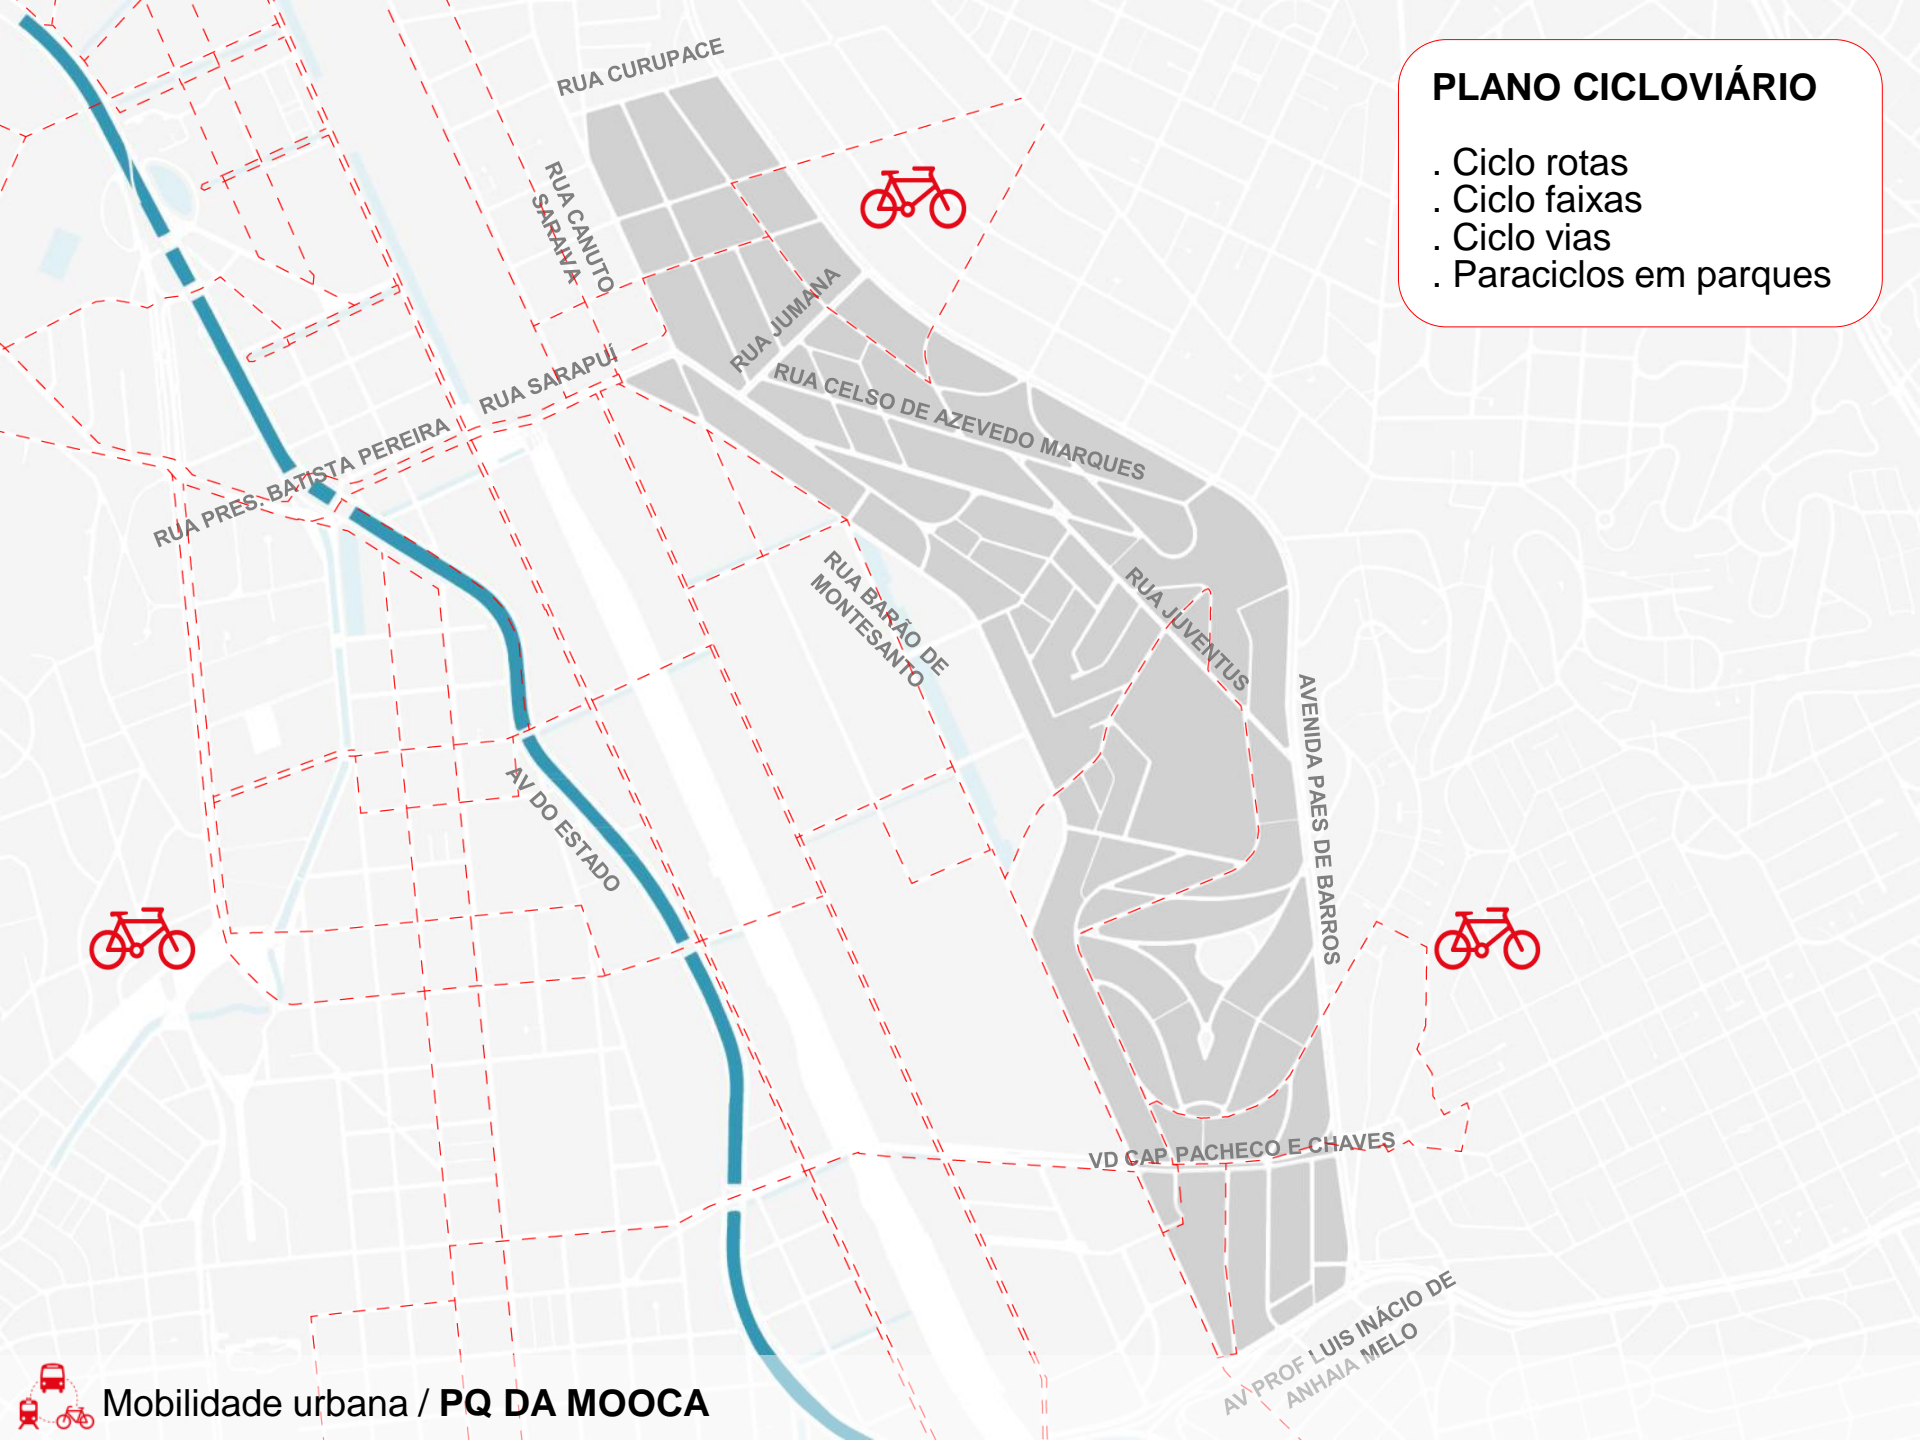 RUA CURUPACE
PLANO CICLOVIÁRIO
. Ciclo rotas
. Ciclo faixas
. Ciclo vias
. Paraciclos em parques
RUA CANUTO
SARAIVA
RUA JUMANA
RUA SARAPUÍ
RUA CELSO DE AZEVEDO MARQUES
RUA PRES. BATISTA PEREIRA
RUA BARÃO DE
MONTESANTO
RUA JUVENTUS
AVENIDA PAES DE BARROS
AV DO ESTADO
VD CAP PACHECO E CHAVES
AV PROF LUIS INÁCIO DE
ANHAIA MELO
Mobilidade urbana / PQ DA MOOCA